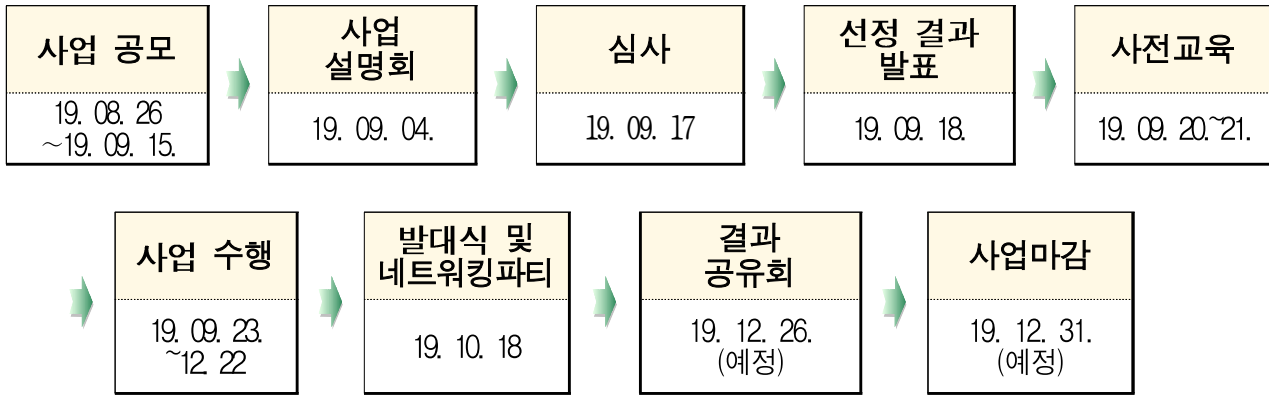 사업 공모
19. 08. 26
~19. 09. 15.
사업
설명회
19. 09. 04.
심사
19. 09. 17
선정 결과
발표
19. 09. 18.
사전교육
19. 09. 20.~21.
사업 수행
19. 09. 23.
~12. 22
발대식 및
네트워킹파티
19. 10. 18
결과
공유회
19. 12. 26.
(예정)
사업마감
19. 12. 31.
(예정)